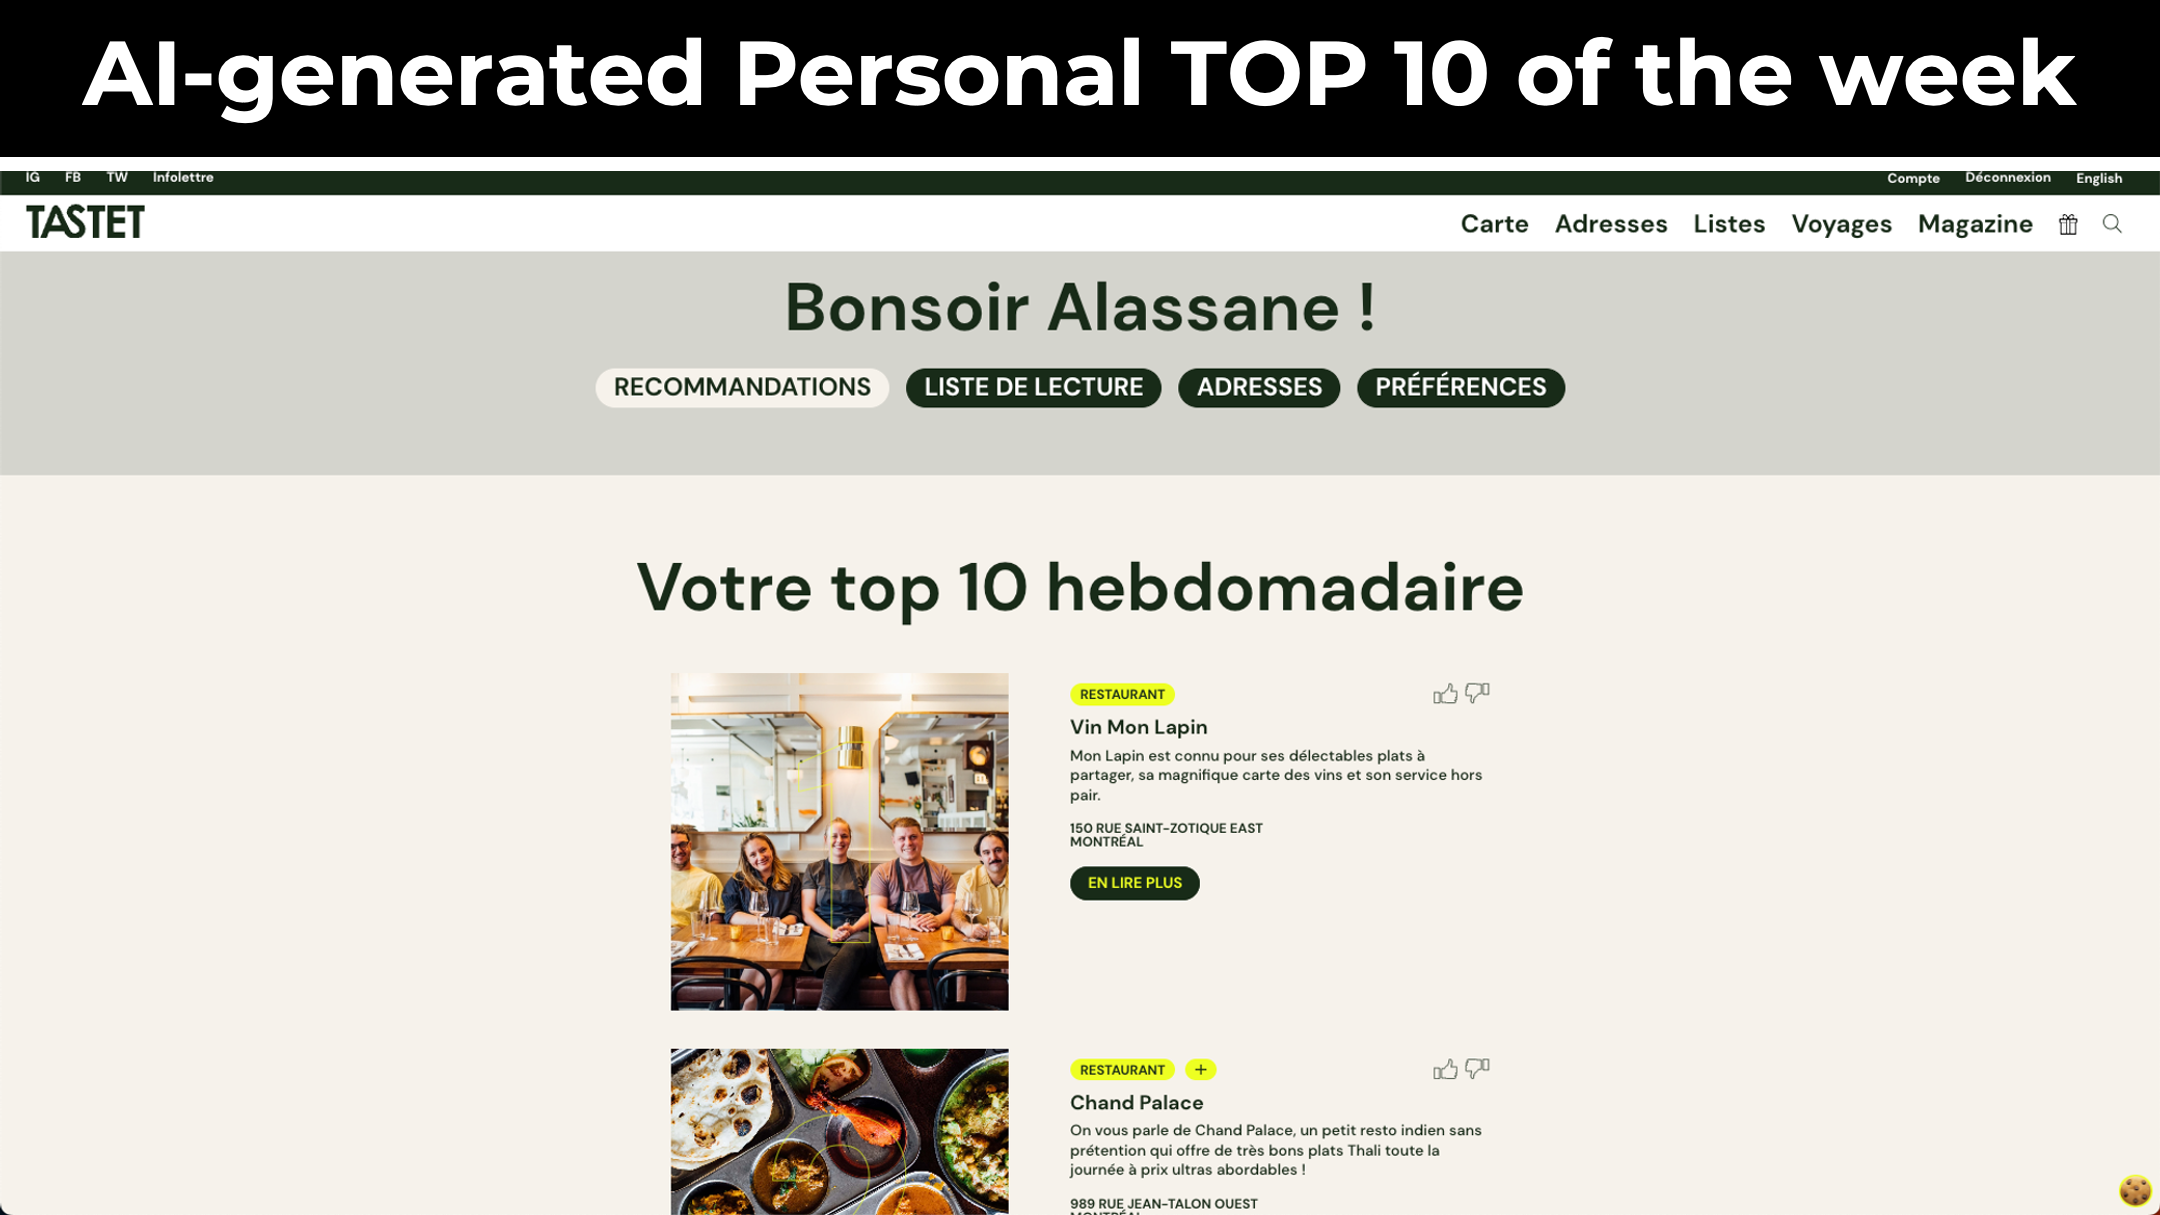 AI-generated Personal TOP 10 of the week
IG FB TW Infolettre Compte Déconnexion English
TASTET Carte Adresses Listes Voyages Magazine
Bonsoir Alassane !
RECOMMANDATIONS LISTE DE LECTURE ADRESSES PRÉFÉRENCES
Votre top 10 hebdomadaire
1
RESTAURANT
Vin Mon Lapin
Mon Lapin est connu pour ses délectables plats à
partager, sa magnifique carte des vins et son service hors
pair.
150 RUE SAINT-ZOTIQUE EAST
MONTRÉAL
EN LIRE PLUS
2
RESTAURANT +
Chand Palace
On vous parle de Chand Palace, un petit resto indien sans
prétention qui offre de très bons plats Thali toute la
journée à prix ultras abordables !
989 RUE JEAN-TALON OUEST
MONTRÉAL